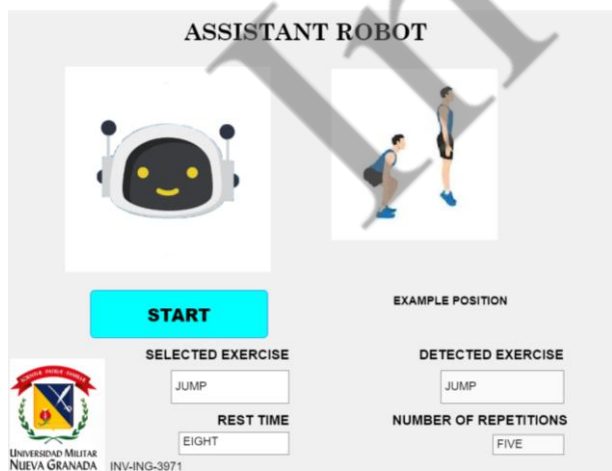 ASSISTANT ROBOT
START
EXAMPLE POSITION
SELECTED EXERCISE
DETECTED EXERCISE
JUMP
JUMP
REST TIME
NUMBER OF REPETITIONS
EIGHT
FIVE
UNIVERSIDAD MILITAR
NUEVA GRANADA
INV-ING-3971
In